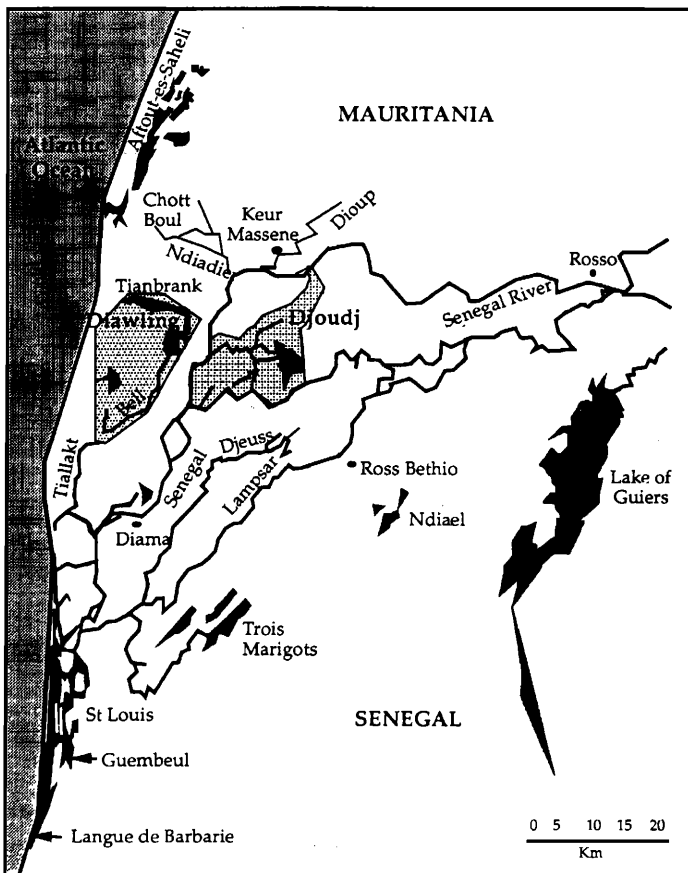 Aftout-es-Saheli
MAURITANIA
Atlantic
Ocean
Chott
Boul
Keur
Massene
Dioup
Ndiadie
Rosso
Tjanbrank
Senegal River
Diawling
Djoudj
Bell
Tiallakt
Senegal
Djeuss
Lampsar
Ross Bethio
Lake of
Guiers
Ndiael
Diama
Trois
Marigots
St Louis
SENEGAL
Guembeul
Langue de Barbarie
0 5 10 15 20
Km